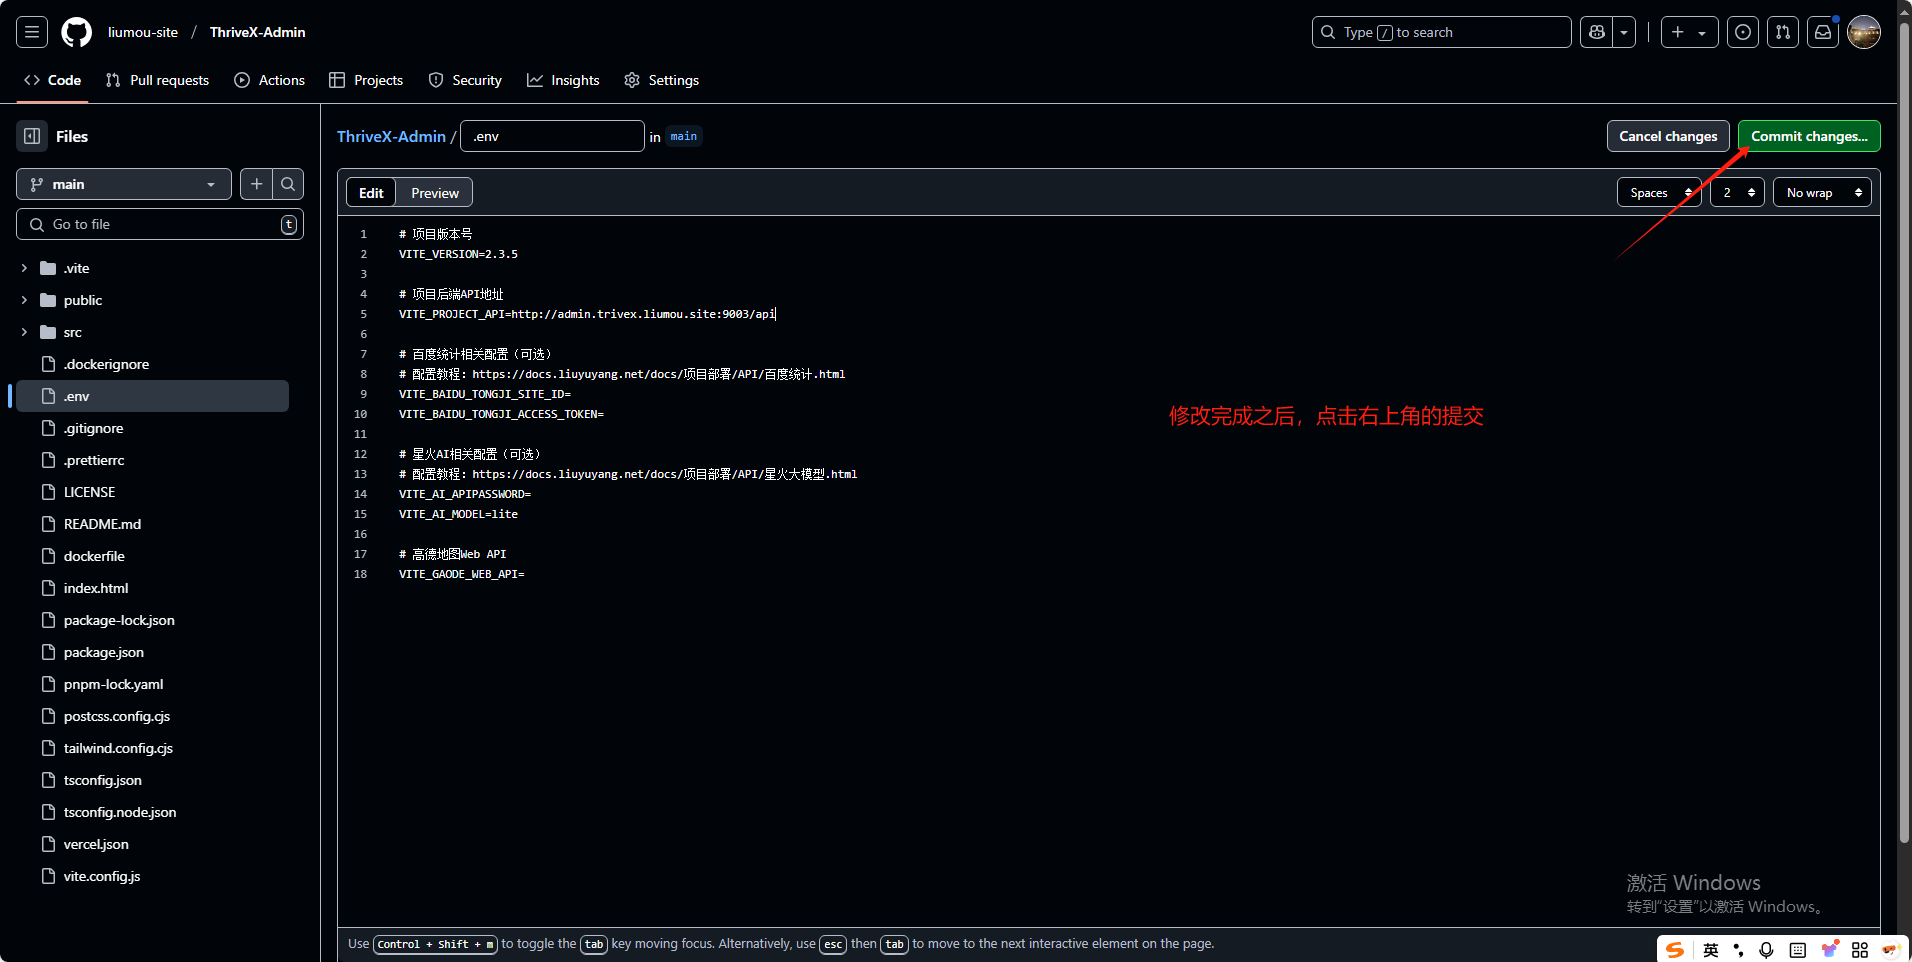 liumou-site / ThriveX-Admin
Type / to search
Code Pull requests Actions Projects Security Insights Settings
Files
main
Go to file t
.vite
public
src
.dockerignore
.env
.gitignore
.prettierrc
LICENSE
README.md
dockerfile
index.html
package-lock.json
package.json
pnpm-lock.yaml
postcss.config.cjs
tailwind.config.cjs
tsconfig.json
tsconfig.node.json
vercel.json
vite.config.js
ThriveX-Admin / .env in main
Cancel changes Commit changes...
Edit Preview
Spaces 2 No wrap
1 # 项目版本号
2 VITE_VERSION=2.3.5
3
4 # 项目后端API地址
5 VITE_PROJECT_API=http://admin.trivex.liumou.site:9003/api
6
7 # 百度统计相关配置（可选）
8 # 配置教程：https://docs.liuyuyang.net/docs/项目部署/API/百度统计.html
9 VITE_BAIDU_TONGJI_SITE_ID=
10 VITE_BAIDU_TONGJI_ACCESS_TOKEN=
11
12 # 星火AI相关配置（可选）
13 # 配置教程：https://docs.liuyuyang.net/docs/项目部署/API/星火大模型.html
14 VITE_AI_APIPASSWORD=
15 VITE_AI_MODEL=lite
16
17 # 高德地图Web API
18 VITE_GAODE_WEB_API=
修改完成之后，点击右上角的提交
激活 Windows
转到“设置”以激活 Windows。
Use Control + Shift + m to toggle the tab key moving focus. Alternatively, use esc then tab to move to the next interactive element on the page.
英